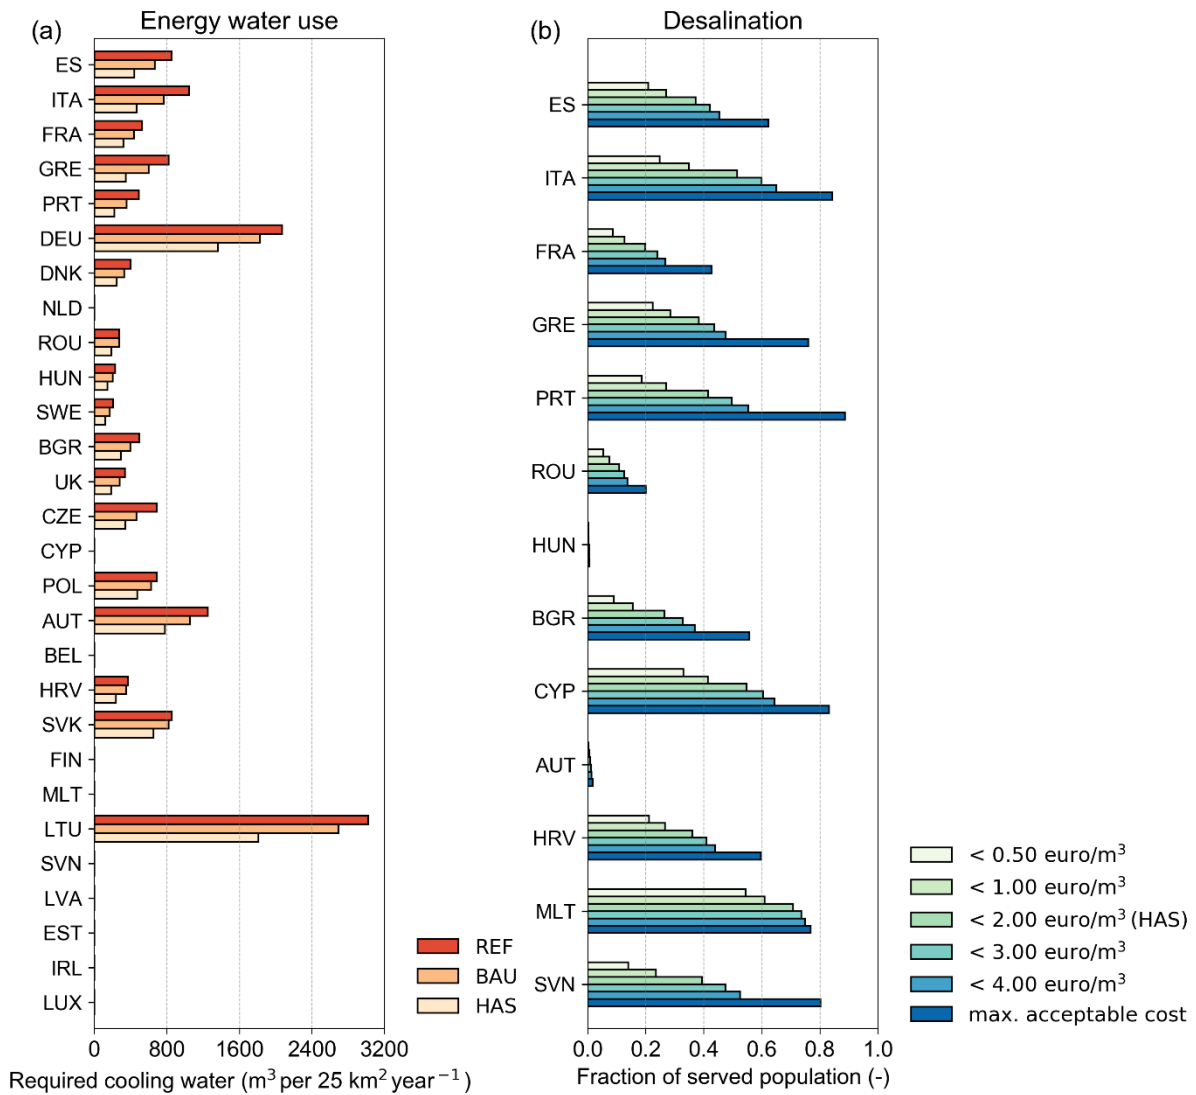 (a)
Energy water use
ES
ITA
FRA
GRE
PRT
DEU
DNK
NLD
ROU
HUN
SWE
BGR
UK
CZE
CYP
POL
AUT
BEL
HRV
SVK
FIN
MLT
LTU
SVN
LVA
EST
IRL
LUX
0 800 1600 2400 3200
Required cooling water (m³ per 25 km² year⁻¹)
REF
BAU
HAS
(b)
Desalination
ES
ITA
FRA
GRE
PRT
ROU
HUN
BGR
CYP
AUT
HRV
MLT
SVN
0.0 0.2 0.4 0.6 0.8 1.0
Fraction of served population (-)
< 0.50 euro/m³
< 1.00 euro/m³
< 2.00 euro/m³ (HAS)
< 3.00 euro/m³
< 4.00 euro/m³
max. acceptable cost